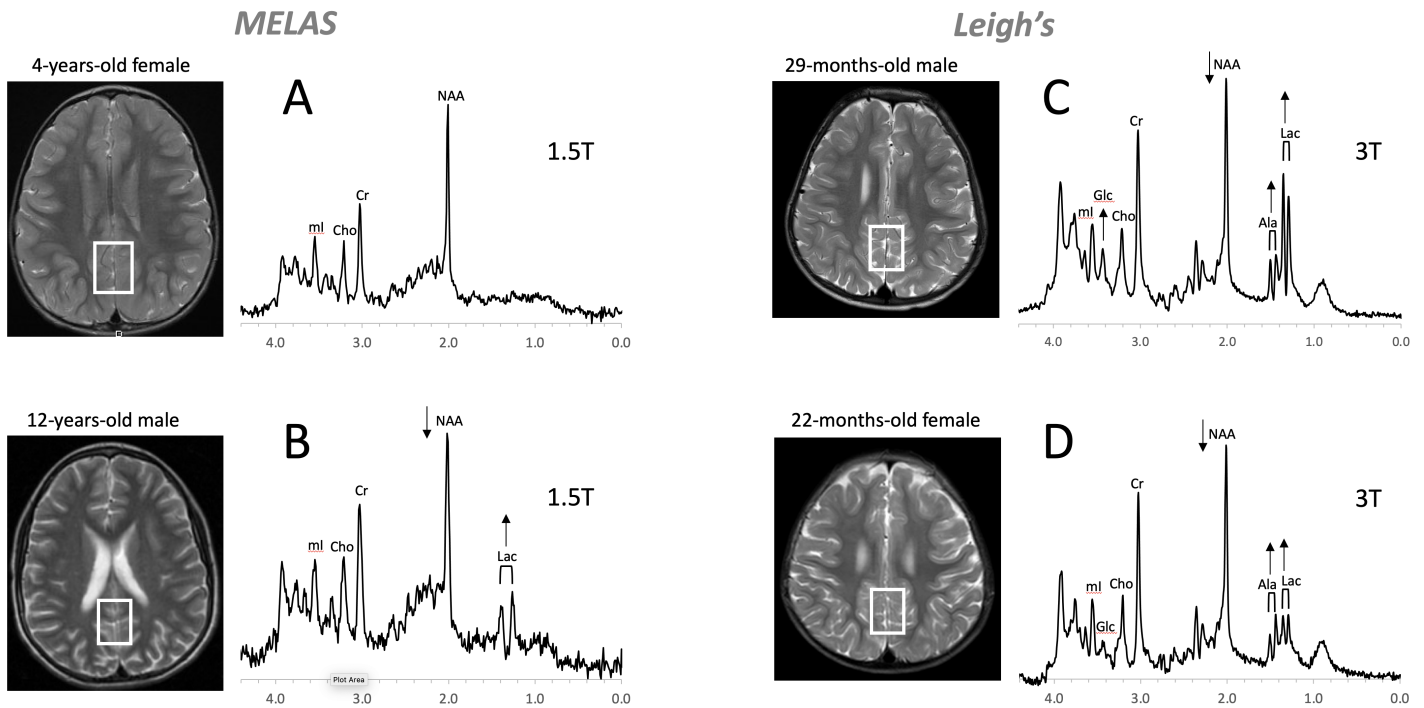 MELAS
Leigh's
4-years-old female
A
NAA
1.5T
Cr
mI
Cho
4.0 3.0 2.0 1.0 0.0
29-months-old male
C
NAA
3T
Cr
Lac
Glc
mI
Cho
Ala
4.0 3.0 2.0 1.0 0.0
12-years-old male
B
NAA
1.5T
Cr
mI
Cho
Lac
Plot Area
4.0 3.0 2.0 1.0 0.0
22-months-old female
D
NAA
3T
Cr
mI
Cho
Ala
Lac
Glc
4.0 3.0 2.0 1.0 0.0